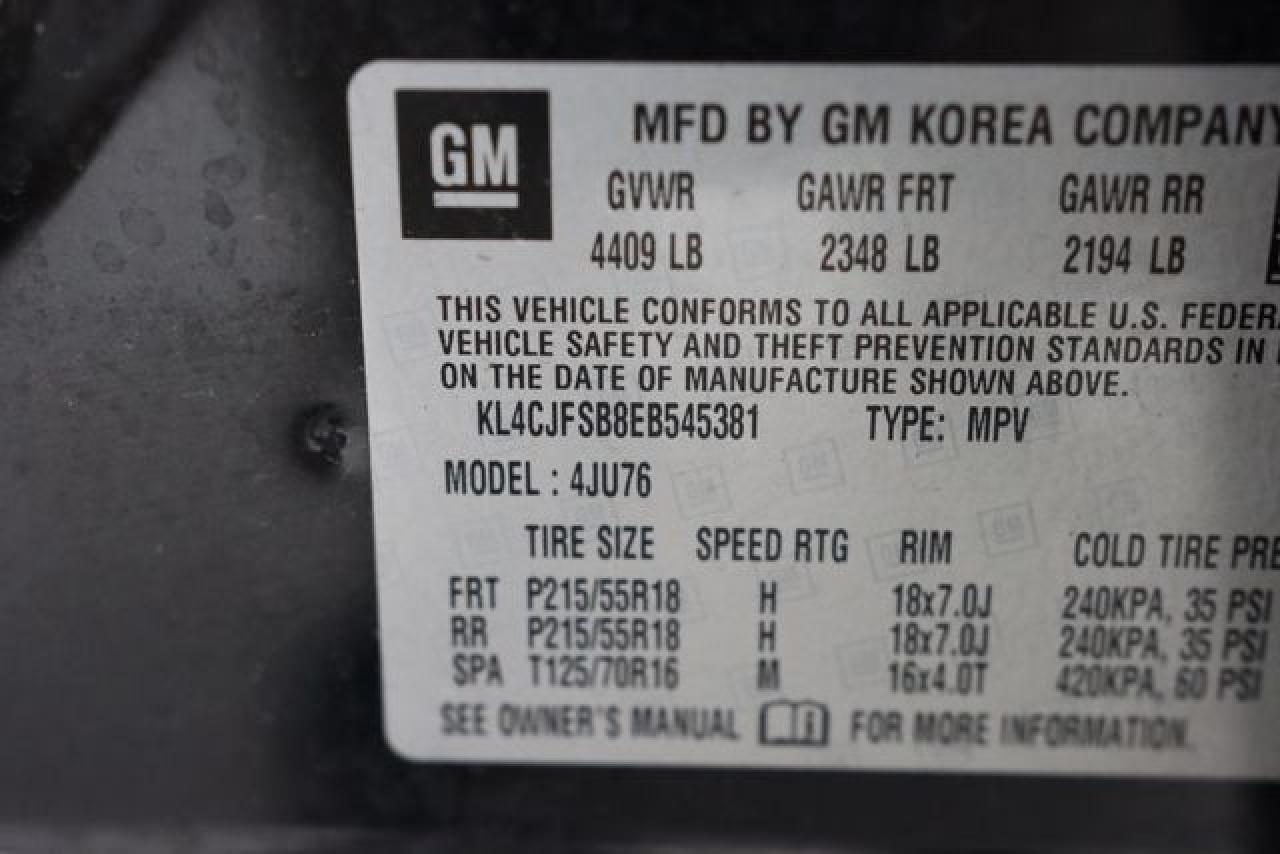 GM
MFD BY GM KOREA COMPANY
GVWR GAWR FRT GAWR RR
4409 LB 2348 LB 2194 LB
THIS VEHICLE CONFORMS TO ALL APPLICABLE U.S. FEDERA
VEHICLE SAFETY AND THEFT PREVENTION STANDARDS IN
ON THE DATE OF MANUFACTURE SHOWN ABOVE.
KL4CJFSB8EB545381 TYPE: MPV
MODEL : 4JU76
TIRE SIZE SPEED RTG RIM COLD TIRE PRE
FRT P215/55R18 H 18x7.0J 240KPA, 35 PSI
RR P215/55R18 H 18x7.0J 240KPA, 35 PSI
SPA T125/70R16 M 16x4.0T 420KPA, 60 PSI
SEE OWNER'S MANUAL FOR MORE INFORMATION.